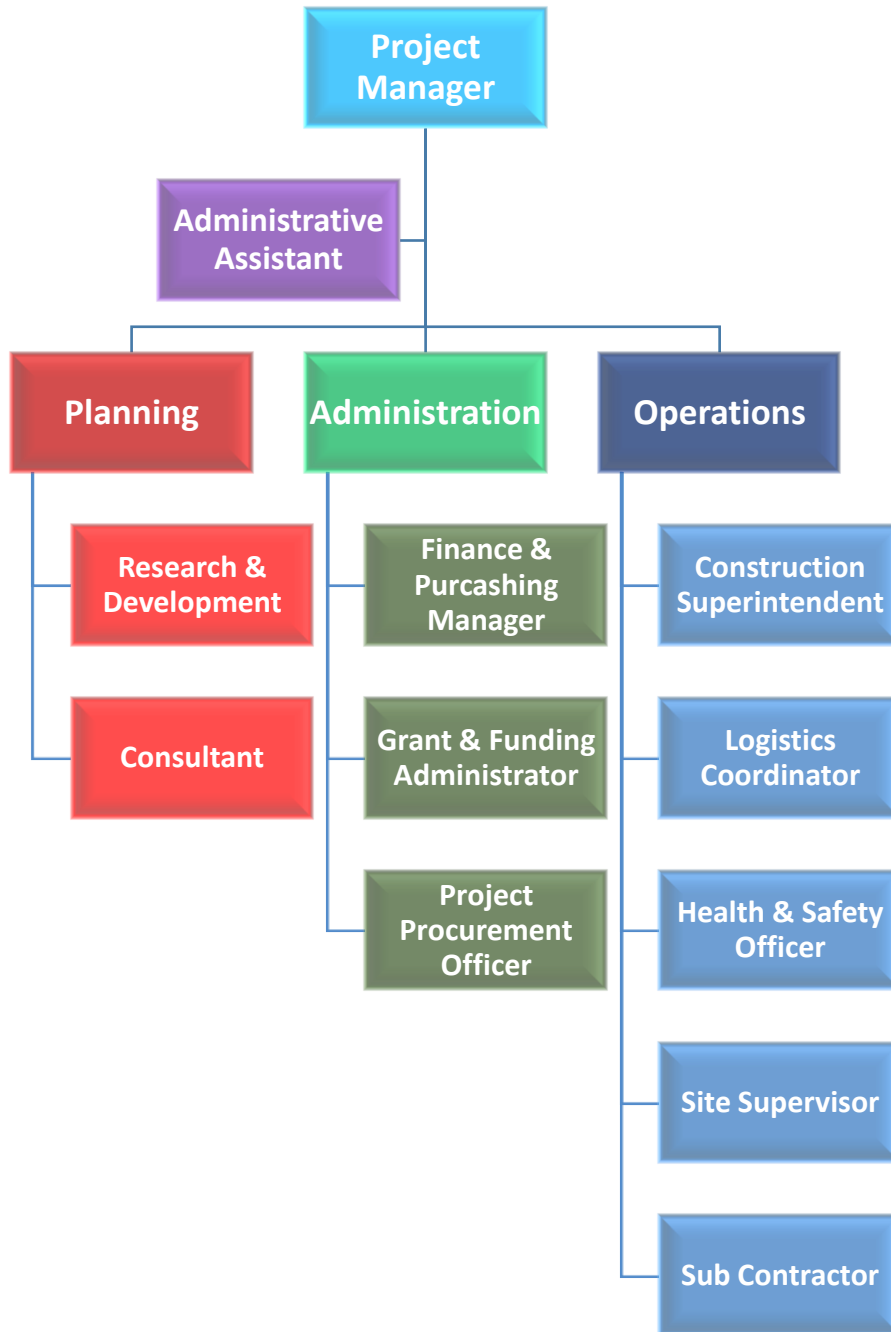 Project
Manager
Administrative
Assistant
Planning
Administration
Operations
Research &
Development
Finance &
Purcashing
Manager
Construction
Superintendent
Consultant
Grant & Funding
Administrator
Logistics
Coordinator
Project
Procurement
Officer
Health & Safety
Officer
Site Supervisor
Sub Contractor